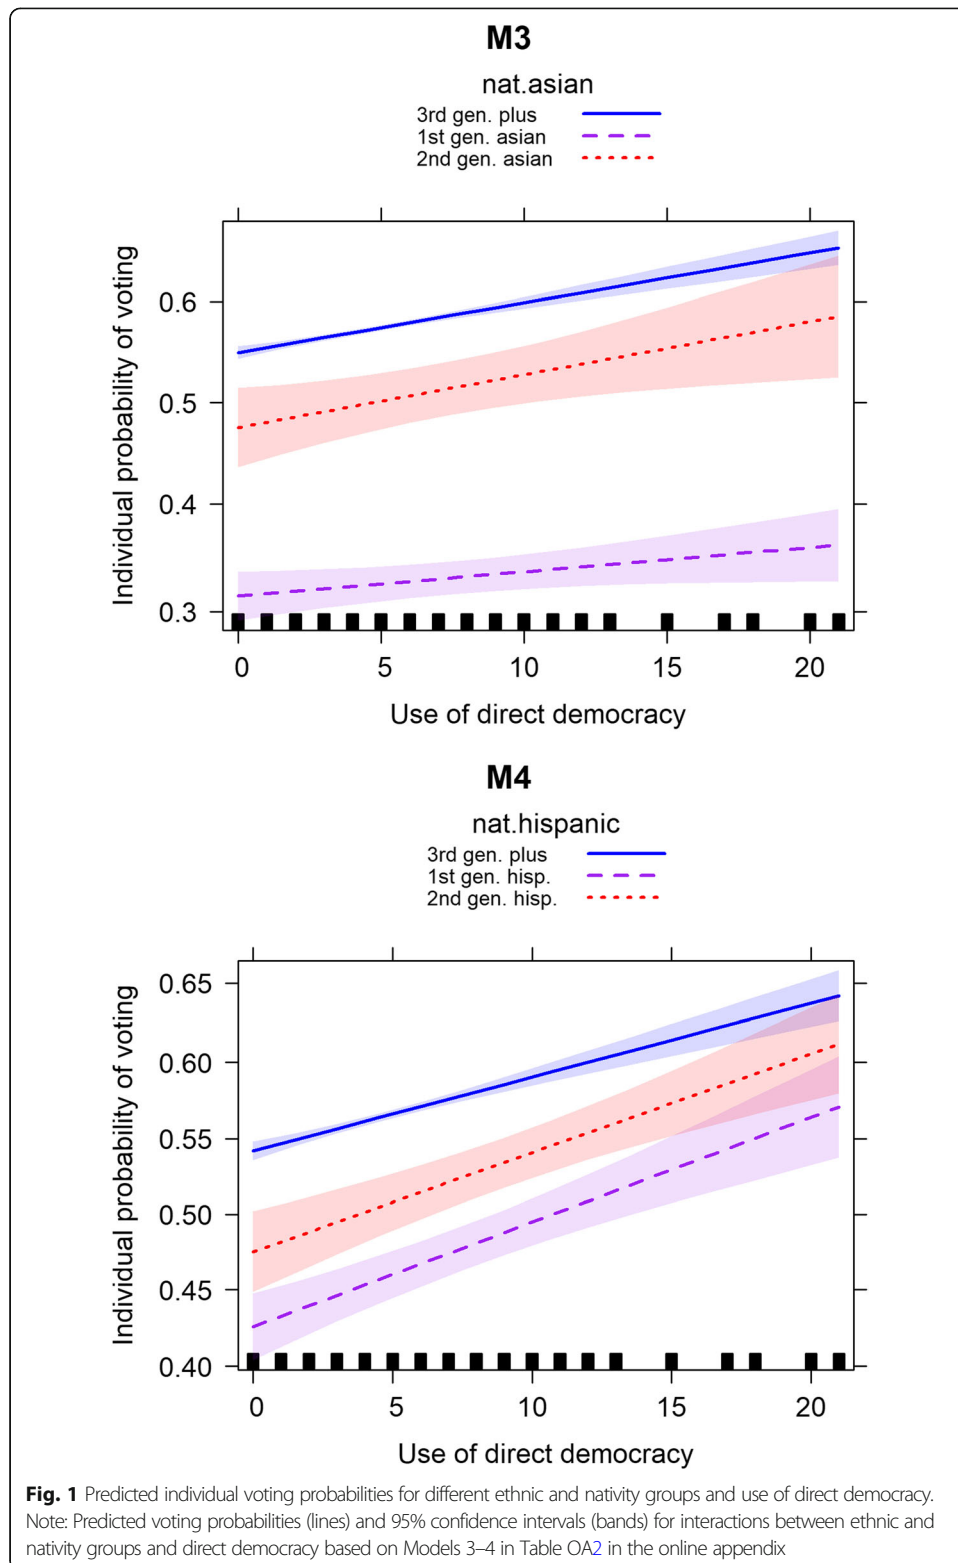 M3
nat.asian
3rd gen. plus
1st gen. asian
2nd gen. asian
Individual probability of voting
0.6
0.5
0.4
0.3
0 5 10 15 20
Use of direct democracy
M4
nat.hispanic
3rd gen. plus
1st gen. hisp.
2nd gen. hisp.
Individual probability of voting
0.65
0.60
0.55
0.50
0.45
0.40
0 5 10 15 20
Use of direct democracy
Fig. 1 Predicted individual voting probabilities for different ethnic and nativity groups and use of direct democracy.
Note: Predicted voting probabilities (lines) and 95% confidence intervals (bands) for interactions between ethnic and
nativity groups and direct democracy based on Models 3–4 in Table OA2 in the online appendix